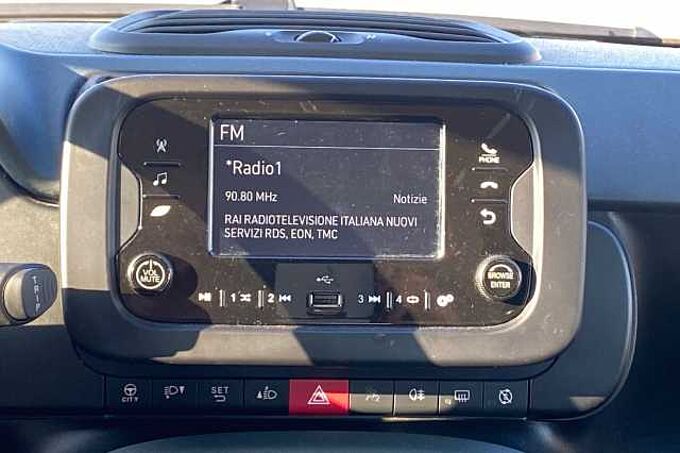 FM
*Radio1
90.80 MHz Notizie
RAI RADIOTELEVISIONE ITALIANA NUOVI
SERVIZI RDS, EON, TMC
PHONE
VOL
MUTE
BROWSE
ENTER
1 2 3 4
TRIP
CITY SET